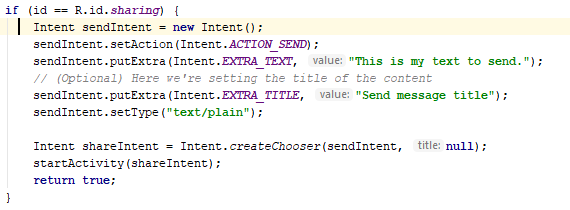 if (id == R.id.sharing) {
Intent sendIntent = new Intent();
sendIntent.setAction(Intent.ACTION_SEND);
sendIntent.putExtra(Intent.EXTRA_TEXT, value: "This is my text to send.");
// (Optional) Here we're setting the title of the content
sendIntent.putExtra(Intent.EXTRA_TITLE, value: "Send message title");
sendIntent.setType("text/plain");
Intent shareIntent = Intent.createChooser(sendIntent, title: null);
startActivity(shareIntent);
return true;
}